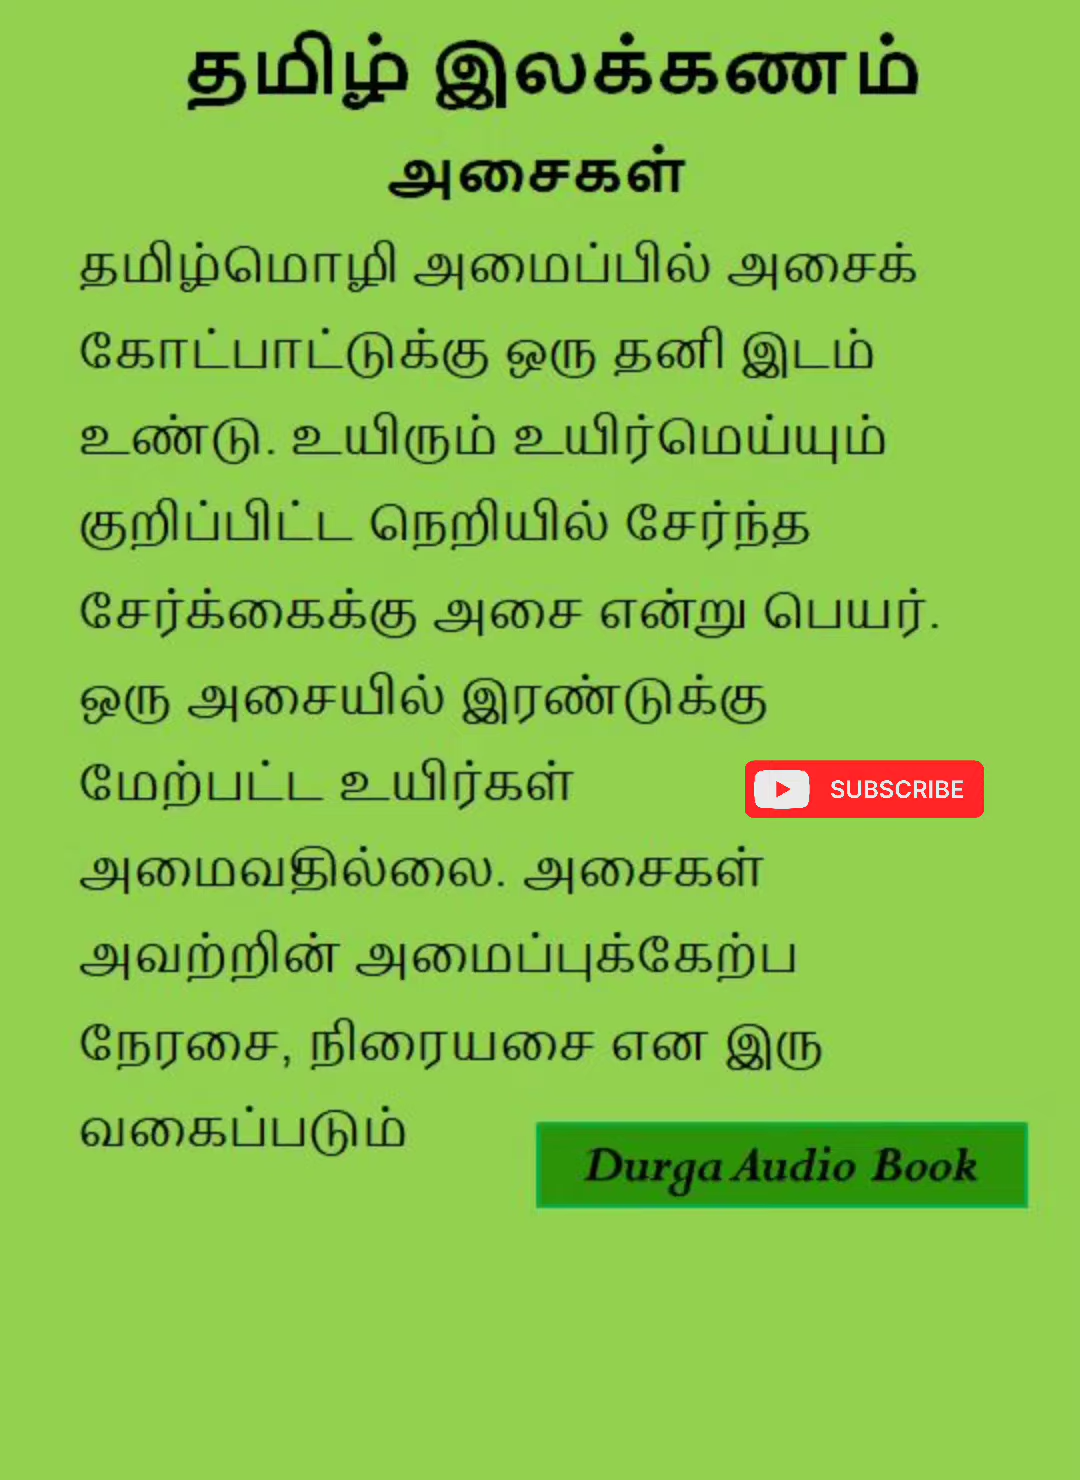 தமிழ் இலக்கணம்
அசைகள்
தமிழ்மொழி அமைப்பில் அசைக்
கோட்பாட்டுக்கு ஒரு தனி இடம்
உண்டு. உயிரும் உயிர்மெய்யும்
குறிப்பிட்ட நெறியில் சேர்ந்த
சேர்க்கைக்கு அசை என்று பெயர்.
ஒரு அசையில் இரண்டுக்கு
மேற்பட்ட உயிர்கள்
SUBSCRIBE
அமைவதில்லை. அசைகள்
அவற்றின் அமைப்புக்கேற்ப
நேரசை, நிரையசை என இரு
வகைப்படும்
Durga Audio Book